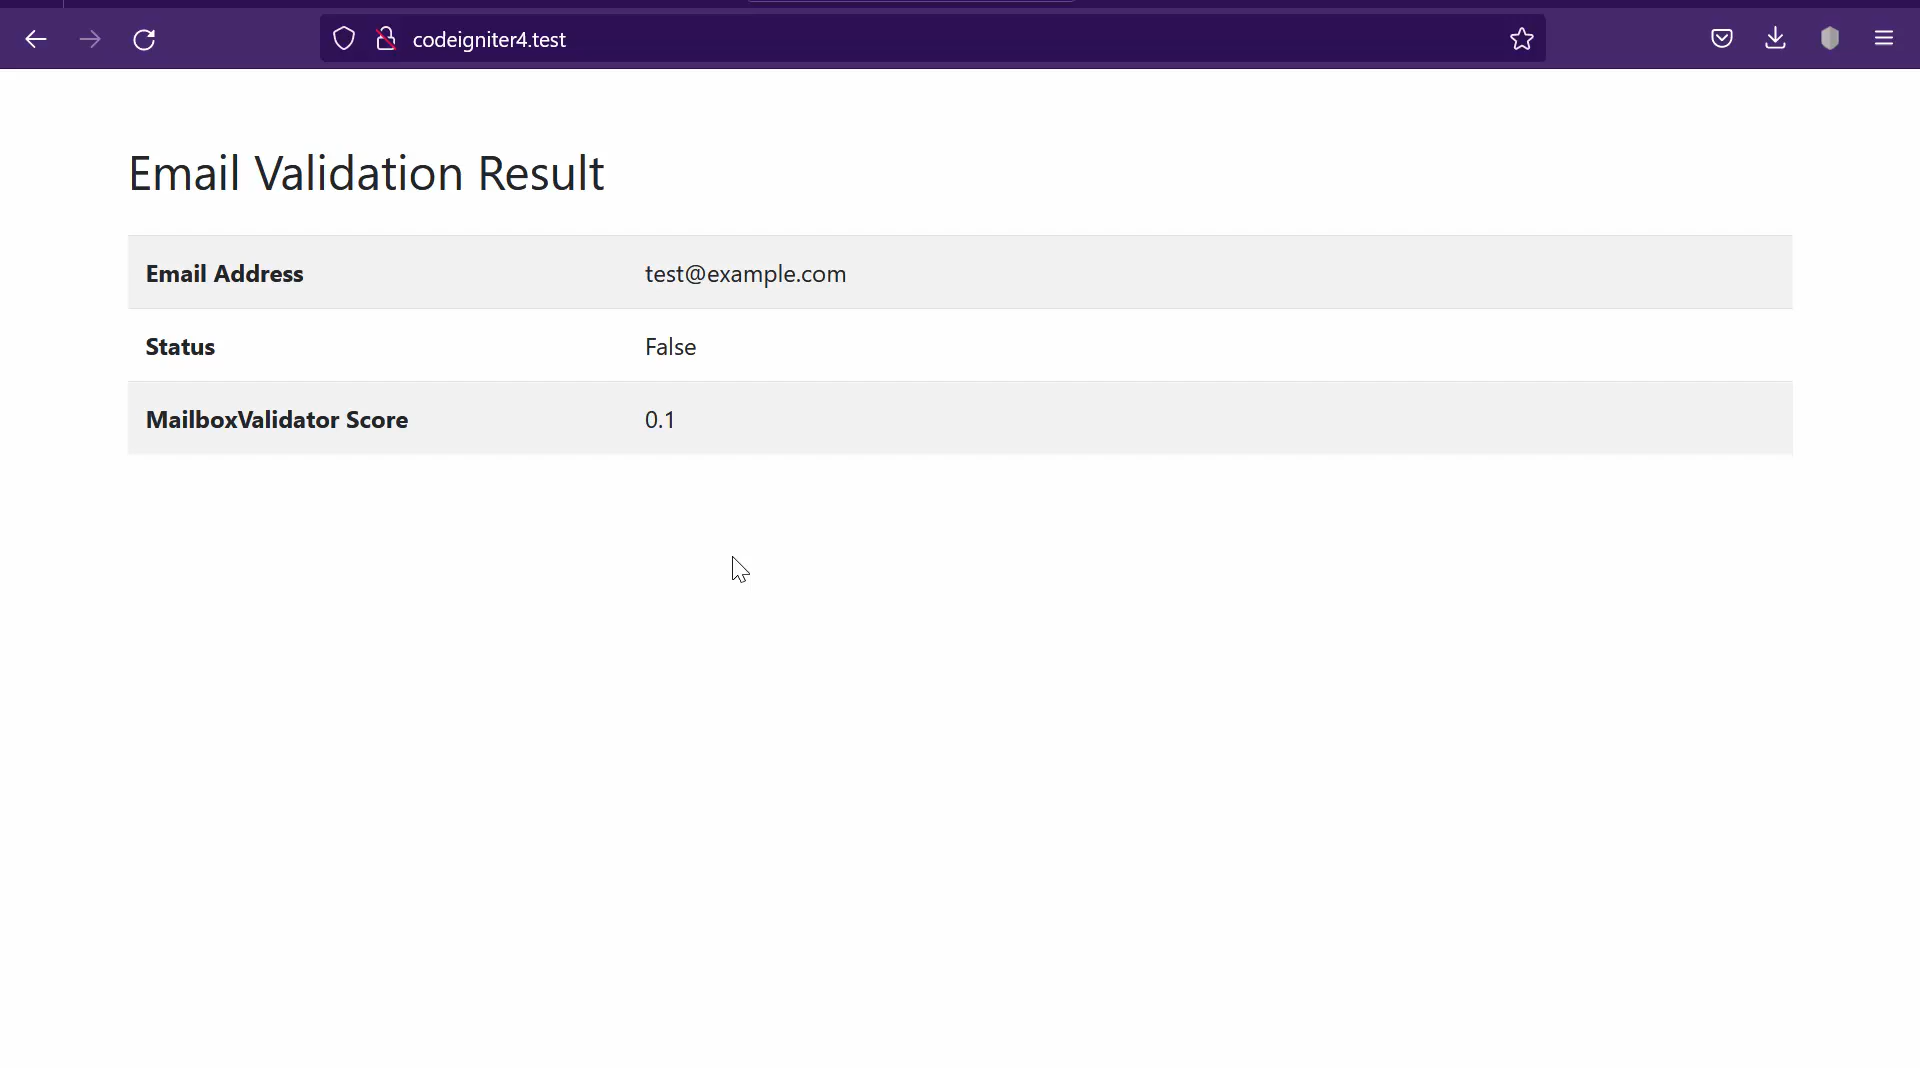 codeigniter4.test
Email Validation Result
Email Address test@example.com
Status False
MailboxValidator Score 0.1